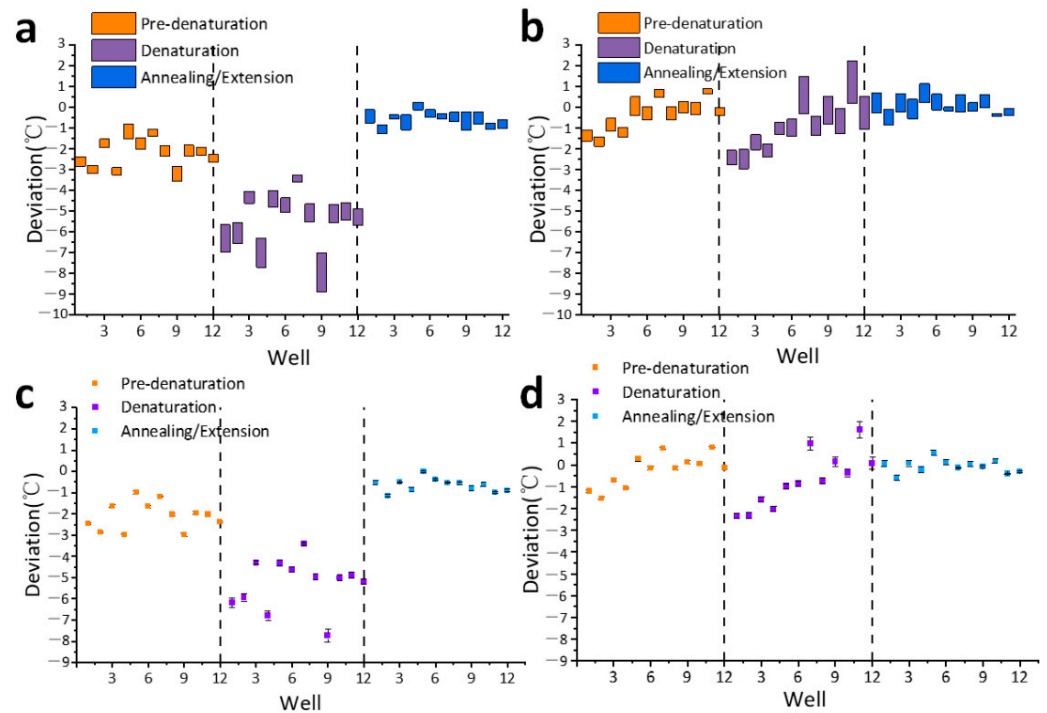 a
Pre-denaturation
Denaturation
Annealing/Extension
Deviation(℃)
3
2
1
0
−1
−2
−3
−4
−5
−6
−7
−8
−9
−10
3 6 9 12 3 6 9 12 3 6 9 12
Well
b
Pre-denaturation
Denaturation
Annealing/Extension
Deviation(℃)
3
2
1
0
−1
−2
−3
−4
−5
−6
−7
−8
−9
−10
3 6 9 12 3 6 9 12 3 6 9 12
Well
c
Pre-denaturation
Denaturation
Annealing/Extension
Deviation(℃)
3
2
1
0
−1
−2
−3
−4
−5
−6
−7
−8
−9
3 6 9 12 3 6 9 12 3 6 9 12
Well
d
Pre-denaturation
Denaturation
Annealing/Extension
Deviation(℃)
3
2
1
0
−1
−2
−3
−4
−5
−6
−7
−8
−9
3 6 9 12 3 6 9 12 3 6 9 12
Well